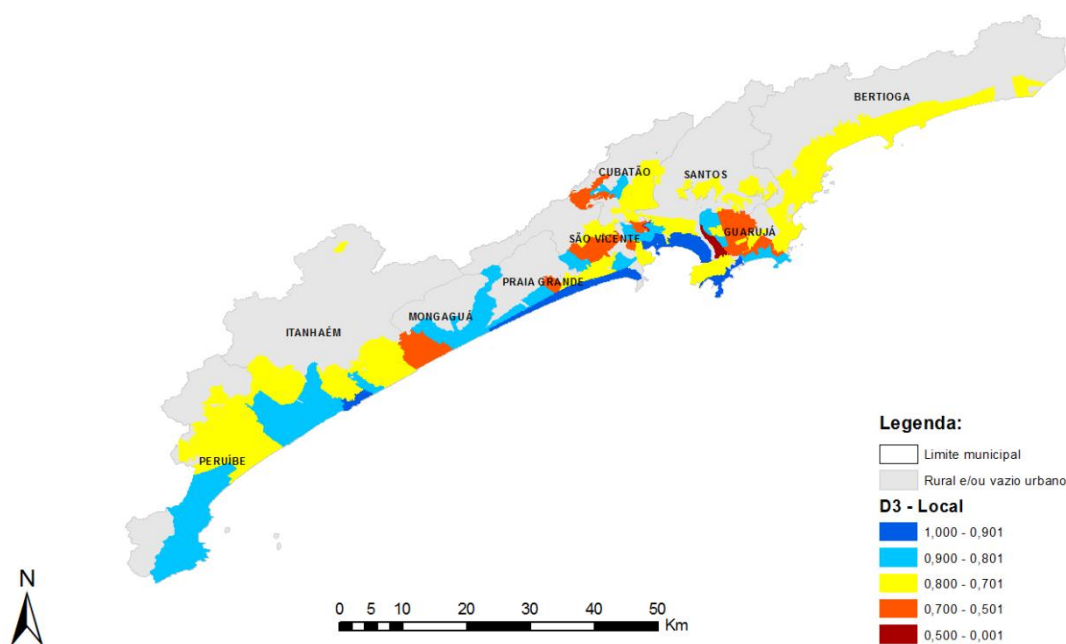 BERTIOGA
CUBATÃO
SANTOS
GUARUJÁ
SÃO VICENTE
PRAIA GRANDE
MONGAGUÁ
ITANHAÉM
PERUÍBE
Legenda:
Limite municipal
Rural e/ou vazio urbano
D3 - Local
1,000 - 0,901
0,900 - 0,801
0,800 - 0,701
0,700 - 0,501
0,500 - 0,001
N
0 5 10 20 30 40 50
Km